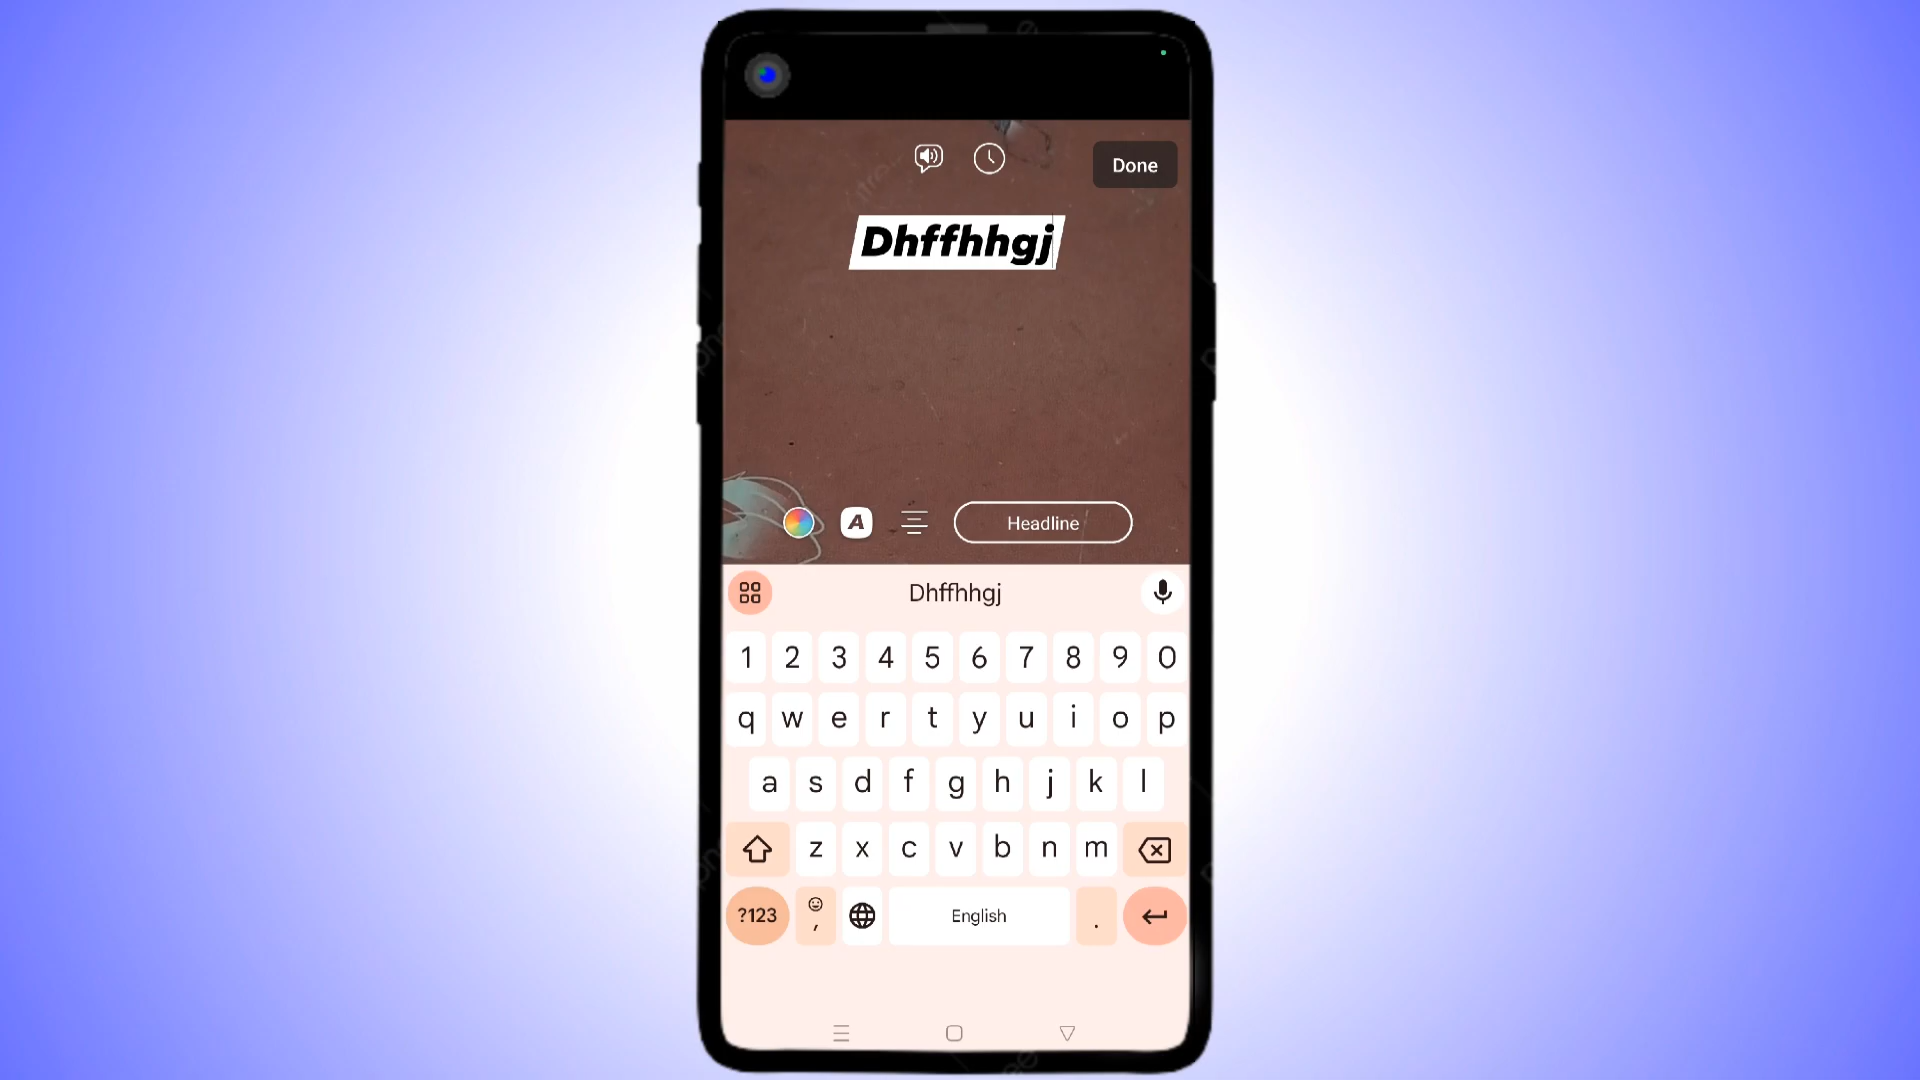 Done
Dhffhhgj
A
Headline
Dhffhhgj
1 2 3 4 5 6 7 8 9 0
q w e r t y u i o p
a s d f g h j k l
z x c v b n m
?123 , English .